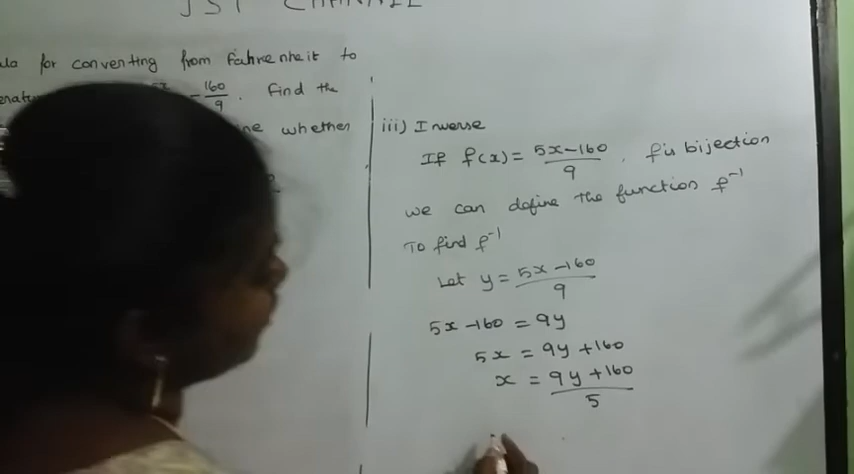 JST CHANNEL
for converting from Fahrenheit to
- 160/9 . Find the
whether
iii) Inverse
If f(x) = 5x-160/9 , f is bijection
we can define the function f⁻¹
To find f⁻¹
Let y = 5x-160/9
5x-160 = 9y
5x = 9y+160
x = 9y+160/5